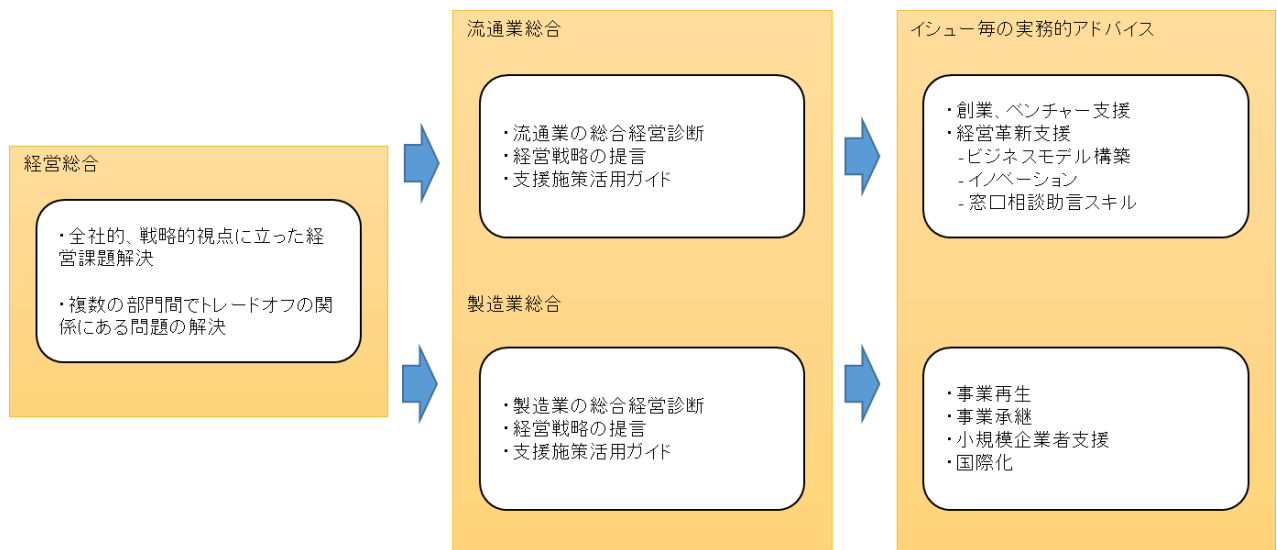 経営総合
・全社的、戦略的視点に立った経
営課題解決
・複数の部門間でトレードオフの関
係にある問題の解決
流通業総合
・流通業の総合経営診断
・経営戦略の提言
・支援施策活用ガイド
製造業総合
・製造業の総合経営診断
・経営戦略の提言
・支援施策活用ガイド
イシュー毎の実務的アドバイス
・創業、ベンチャー支援
・経営革新支援
-ビジネスモデル構築
-イノベーション
- 窓口相談助言スキル
・事業再生
・事業承継
・小規模企業者支援
・国際化